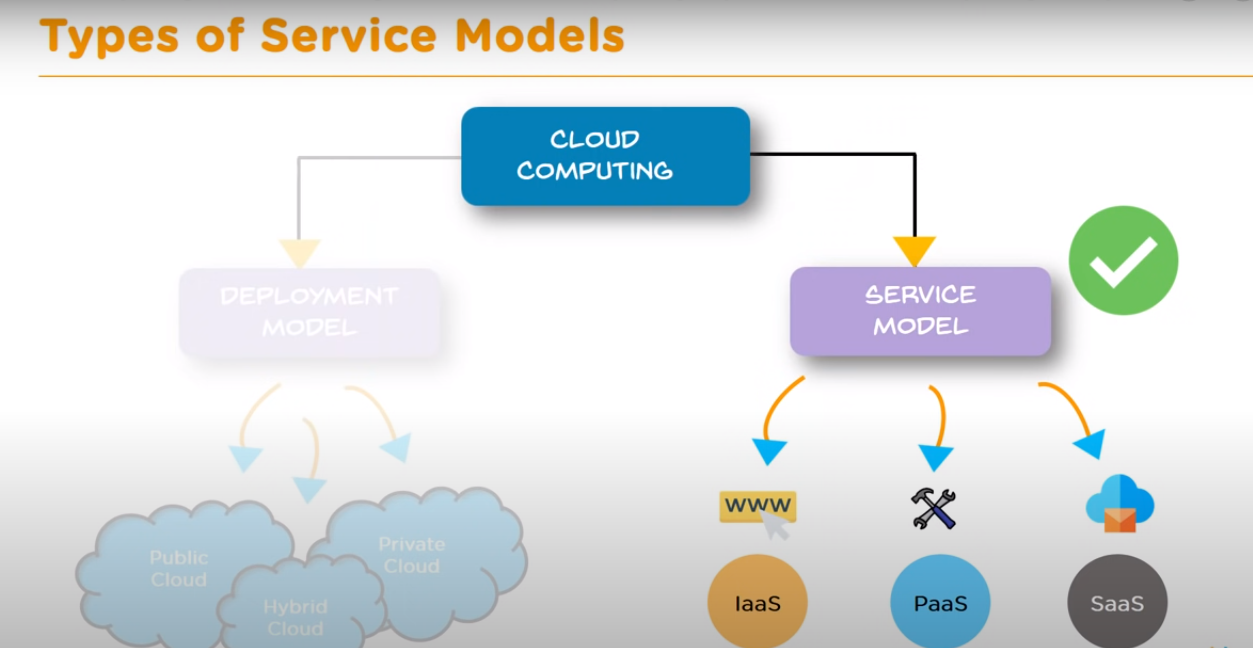 Types of Service Models
CLOUD
COMPUTING
DEPLOYMENT
MODEL
SERVICE
MODEL
Public
Cloud
Hybrid
Cloud
Private
Cloud
WWW
IaaS
PaaS
SaaS